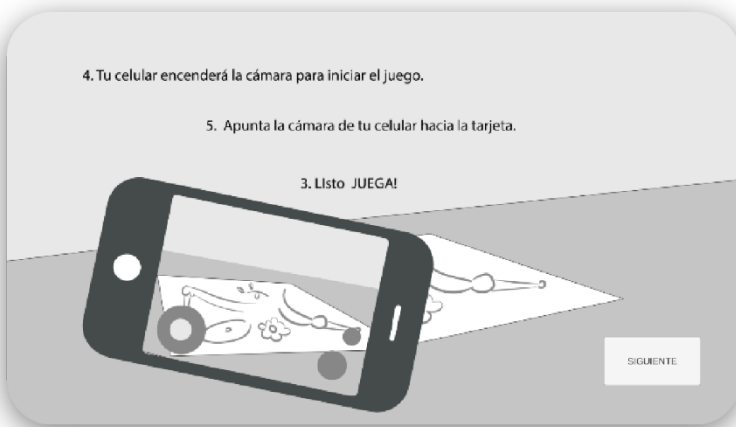 4. Tu celular encenderá la cámara para iniciar el juego.
5. Apunta la cámara de tu celular hacia la tarjeta.
3. LIsto JUEGA!
SIGUIENTE